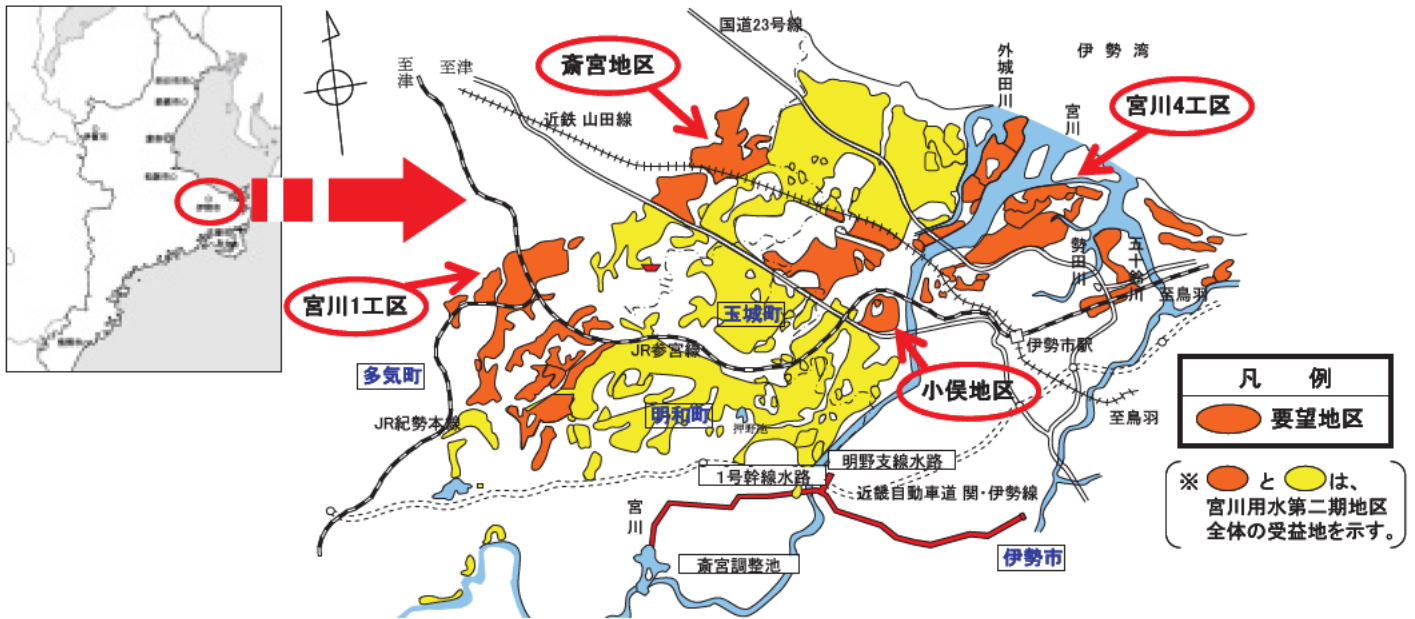 国道23号線
外城田川
伊勢湾
至津
至津
斎宮地区
宮川
宮川4工区
近鉄 山田線
宮川1工区
勢田川
五十鈴川
至鳥羽
玉城町
JR参宮線
伊勢市駅
多気町
小俣地区
明和町
JR紀勢本線
押野池
至鳥羽
明野支線水路
1号幹線水路
近畿自動車道 関・伊勢線
宮川
伊勢市
斎宮調整池
凡 例
要望地区
※ と は、
宮川用水第二期地区
全体の受益地を示す。